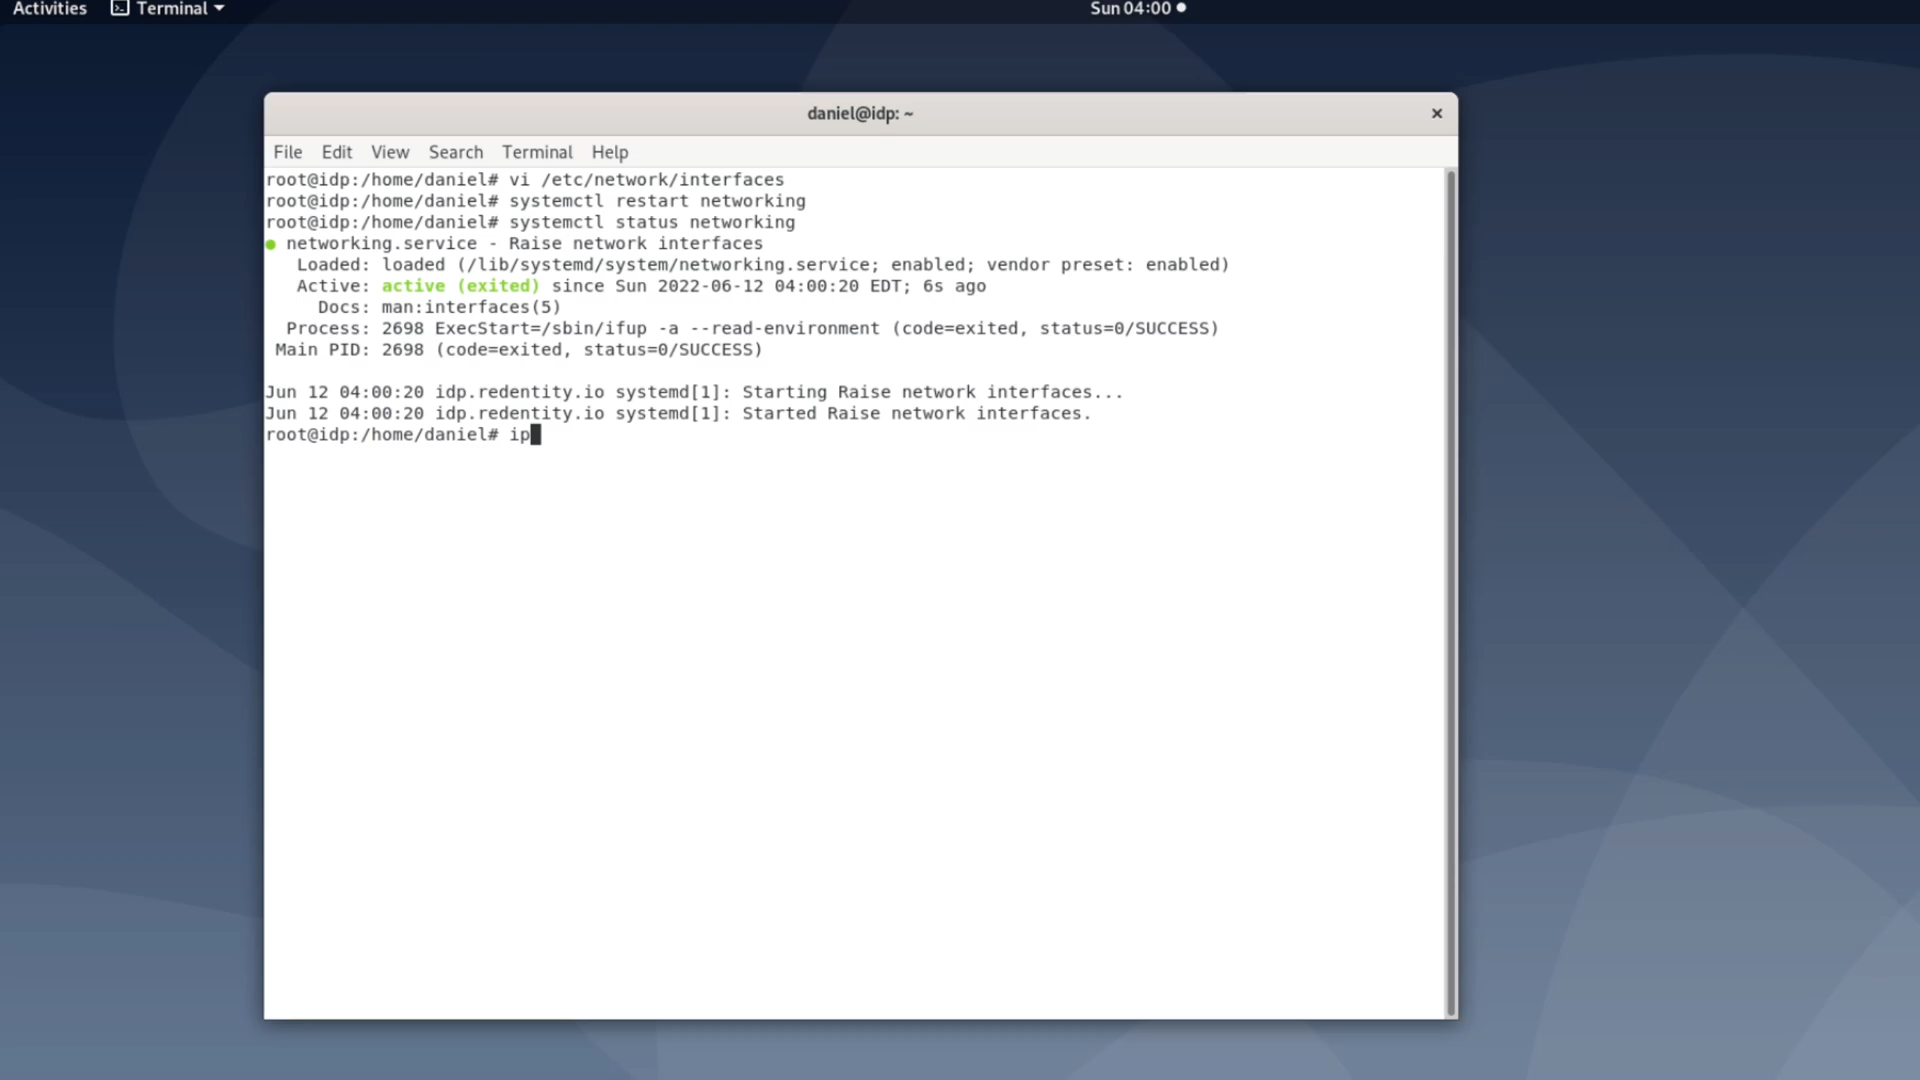 Activities Terminal Sun 04:00
daniel@idp: ~
File Edit View Search Terminal Help
root@idp:/home/daniel# vi /etc/network/interfaces
root@idp:/home/daniel# systemctl restart networking
root@idp:/home/daniel# systemctl status networking
● networking.service - Raise network interfaces
   Loaded: loaded (/lib/systemd/system/networking.service; enabled; vendor preset: enabled)
   Active: active (exited) since Sun 2022-06-12 04:00:20 EDT; 6s ago
     Docs: man:interfaces(5)
  Process: 2698 ExecStart=/sbin/ifup -a --read-environment (code=exited, status=0/SUCCESS)
 Main PID: 2698 (code=exited, status=0/SUCCESS)
Jun 12 04:00:20 idp.redentity.io systemd[1]: Starting Raise network interfaces...
Jun 12 04:00:20 idp.redentity.io systemd[1]: Started Raise network interfaces.
root@idp:/home/daniel# ip